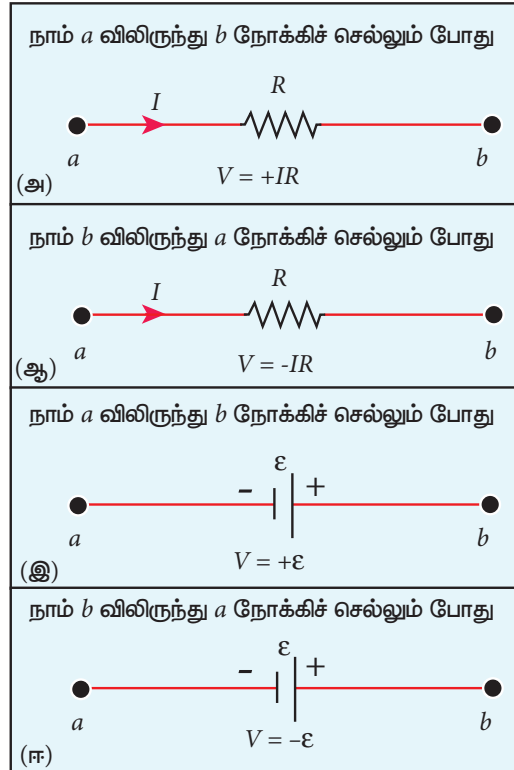 நாம் a விலிருந்து b நோக்கிச் செல்லும் போது
I R
a b
(அ) V = +IR
நாம் b விலிருந்து a நோக்கிச் செல்லும் போது
I R
a b
(ஆ) V = -IR
நாம் a விலிருந்து b நோக்கிச் செல்லும் போது
ε
- +
a b
V = +ε
(இ)
நாம் b விலிருந்து a நோக்கிச் செல்லும் போது
ε
- +
a b
V = –ε
(ஈ)